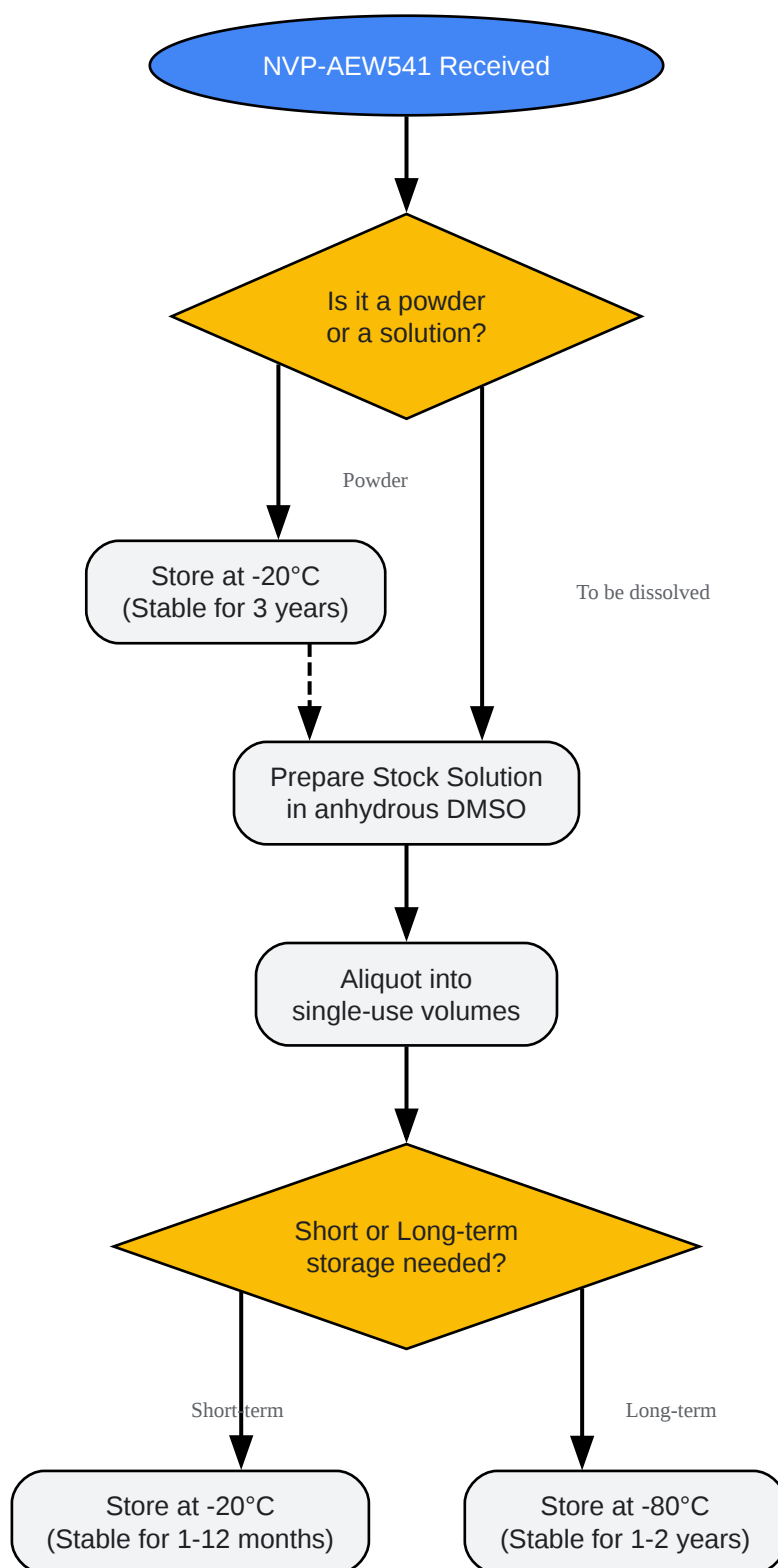 NVP-AEW541 Received
Is it a powder
or a solution?
Powder
Store at -20°C
(Stable for 3 years)
To be dissolved
Prepare Stock Solution
in anhydrous DMSO
Aliquot into
single-use volumes
Short or Long-term
storage needed?
Short-term
Long-term
Store at -20°C
(Stable for 1-12 months)
Store at -80°C
(Stable for 1-2 years)